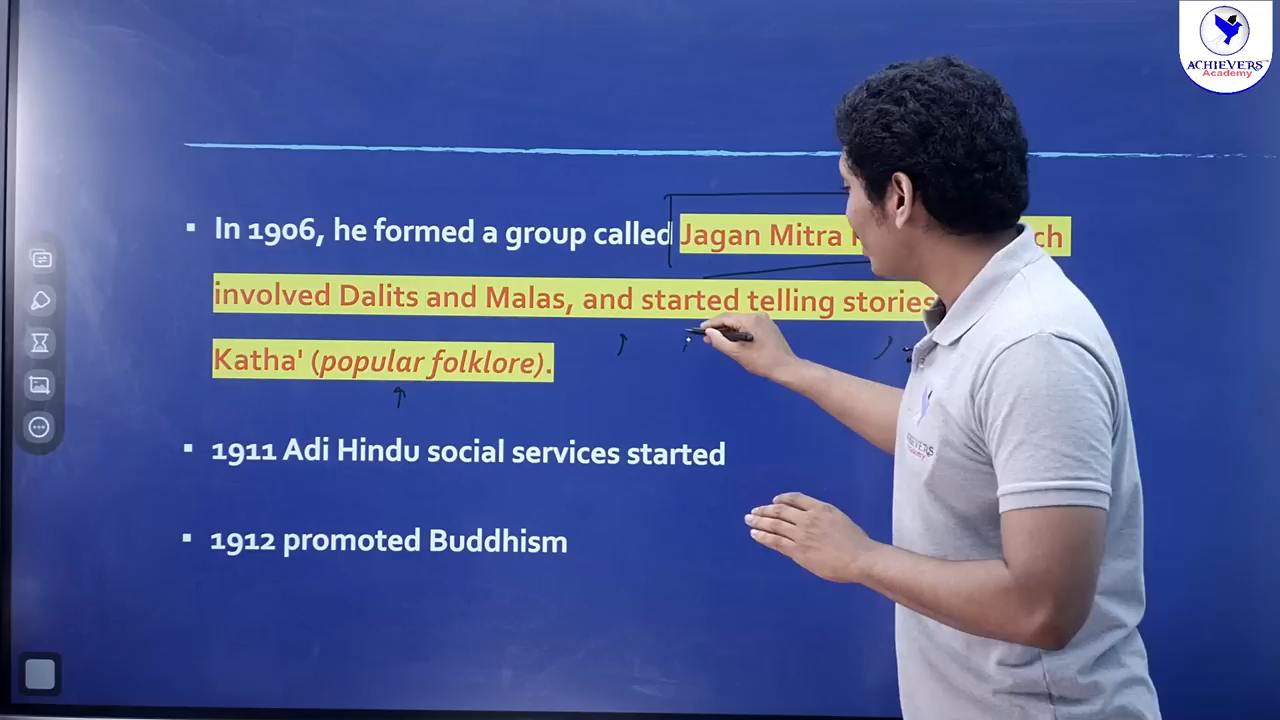 ACHIEVERS
Academy
In 1906, he formed a group called Jagan Mitra
involved Dalits and Malas, and started telling stories
Katha' (popular folklore).
1911 Adi Hindu social services started
1912 promoted Buddhism